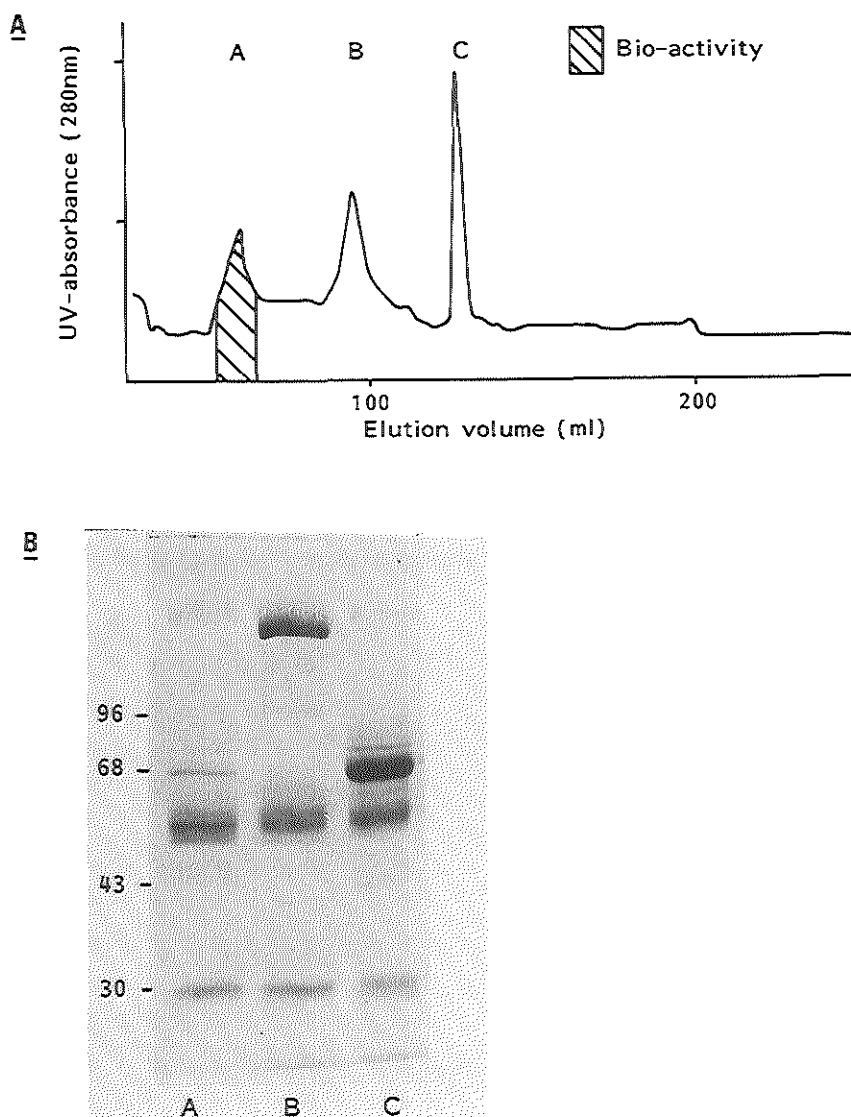 A
A B C
Bio-activity
UV-absorbance (280nm)
100 200
Elution volume (ml)
B
96 -
68 -
43 -
30 -
A B C